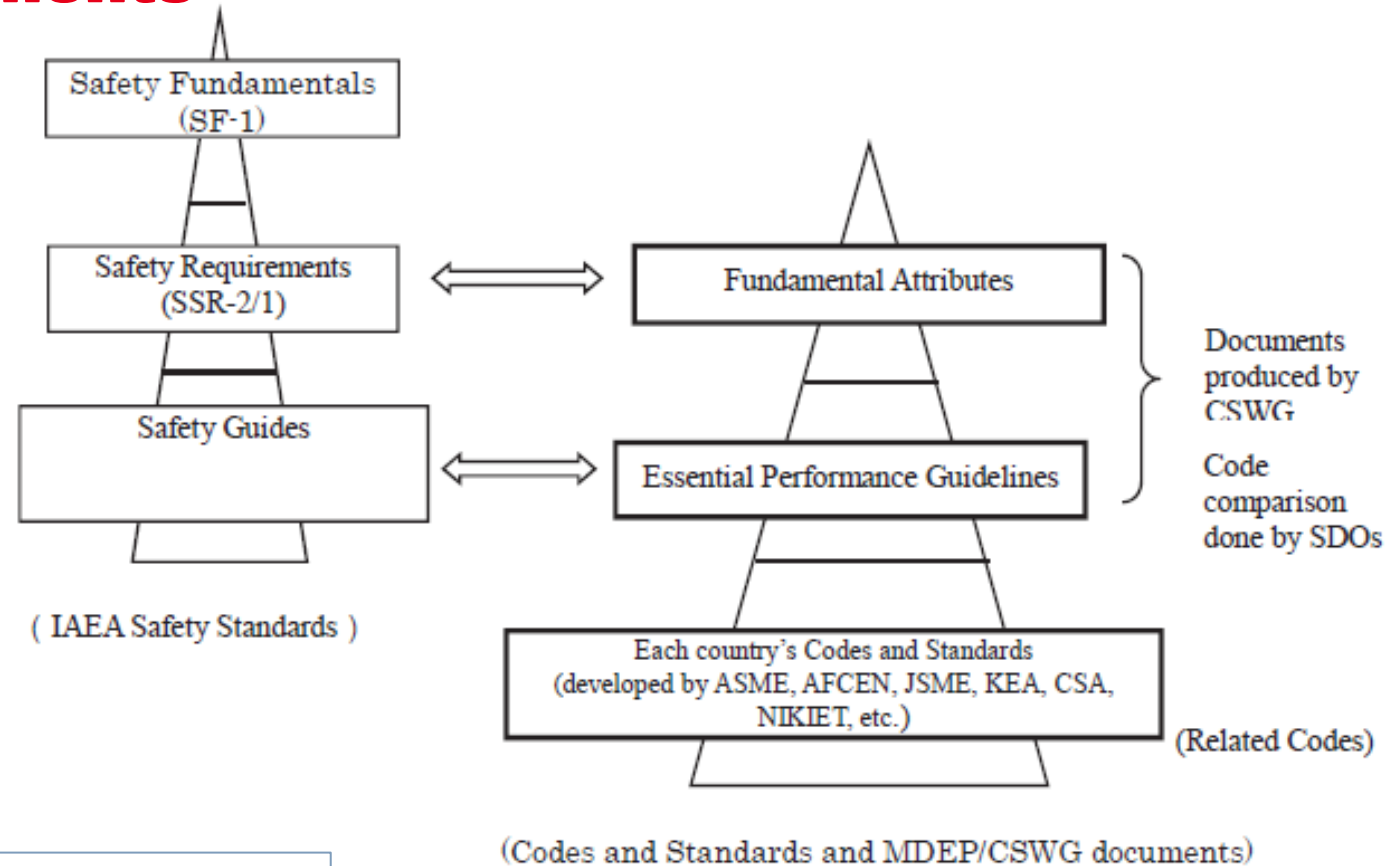 Safety Fundamentals
(SF-1)
Safety Requirements
(SSR-2/1)
Safety Guides
( IAEA Safety Standards )
Fundamental Attributes
Essential Performance Guidelines
Each country's Codes and Standards
(developed by ASME, AFCEN, JSME, KEA, CSA,
NIKIET, etc.)
Documents
produced by
CSWG
Code
comparison
done by SDOs
(Related Codes)
(Codes and Standards and MDEP/CSWG documents)